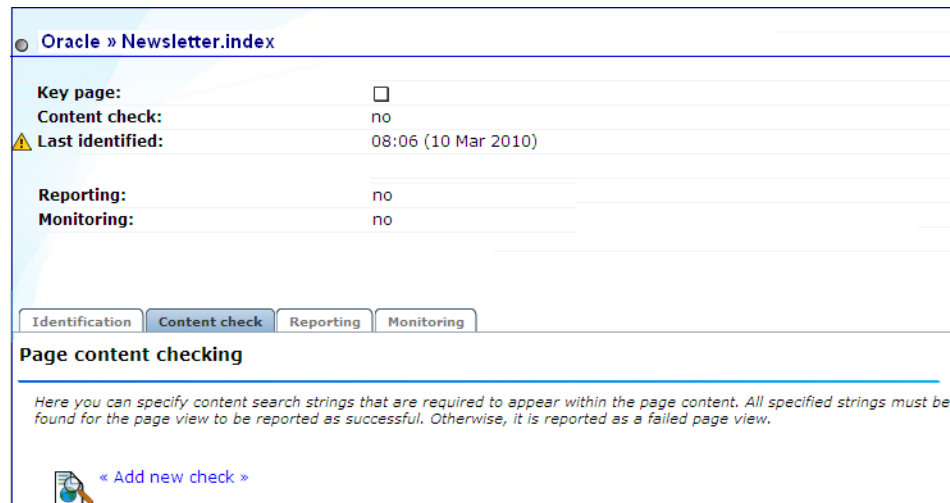 Oracle » Newsletter.index
Key page:
Content check: no
Last identified: 08:06 (10 Mar 2010)
Reporting: no
Monitoring: no
Identification Content check Reporting Monitoring
Page content checking
Here you can specify content search strings that are required to appear within the page content. All specified strings must be
found for the page view to be reported as successful. Otherwise, it is reported as a failed page view.
« Add new check »